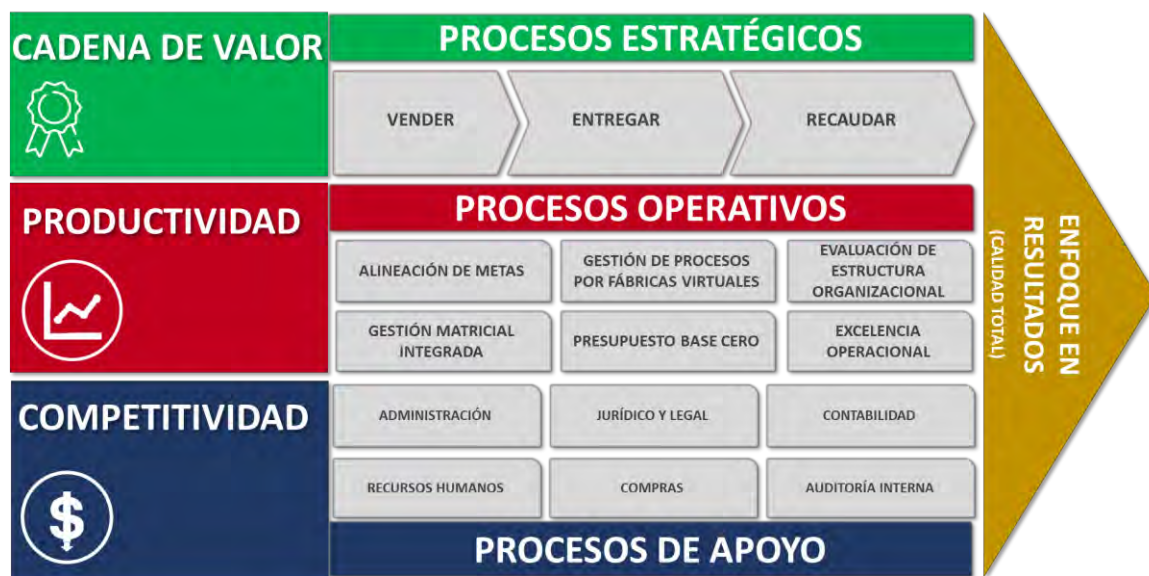 CADENA DE VALOR
PROCESOS ESTRATÉGICOS
VENDER
ENTREGAR
RECAUDAR
PRODUCTIVIDAD
PROCESOS OPERATIVOS
ALINEACIÓN DE METAS
GESTIÓN DE PROCESOS
POR FÁBRICAS VIRTUALES
EVALUACIÓN DE
ESTRUCTURA
ORGANIZACIONAL
GESTIÓN MATRICIAL
INTEGRADA
PRESUPUESTO BASE CERO
EXCELENCIA
OPERACIONAL
COMPETITIVIDAD
ADMINISTRACIÓN
JURÍDICO Y LEGAL
CONTABILIDAD
RECURSOS HUMANOS
COMPRAS
AUDITORÍA INTERNA
$
PROCESOS DE APOYO
ENFOQUE EN
RESULTADOS
(CALIDAD TOTAL)